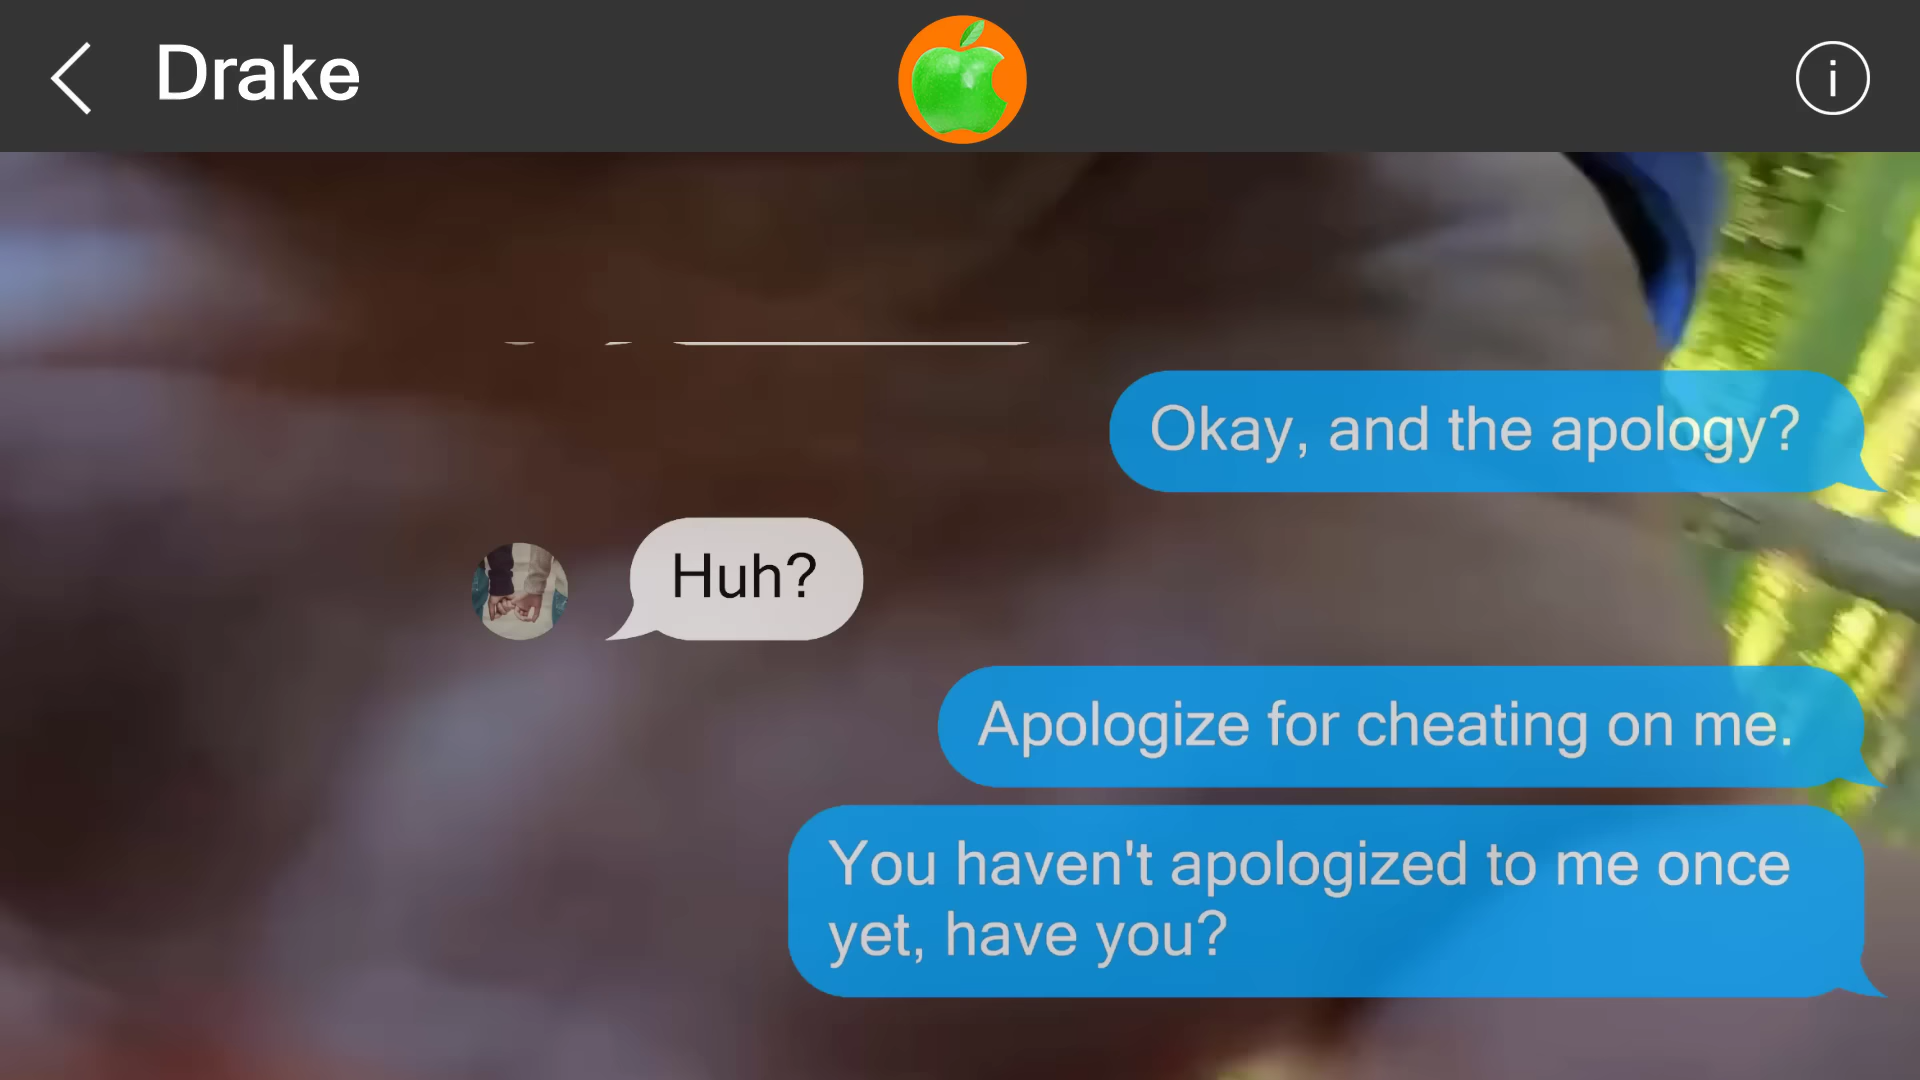 Drake
Okay, and the apology?
Huh?
Apologize for cheating on me.
You haven't apologized to me once
yet, have you?